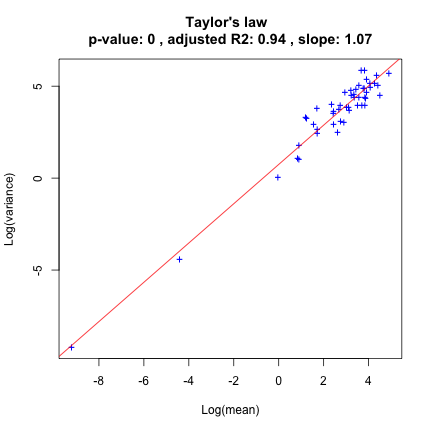 Taylor's law
p-value: 0 , adjusted R2: 0.94 , slope: 1.07
Log(variance)
5
0
-5
-8 -6 -4 -2 0 2 4
Log(mean)